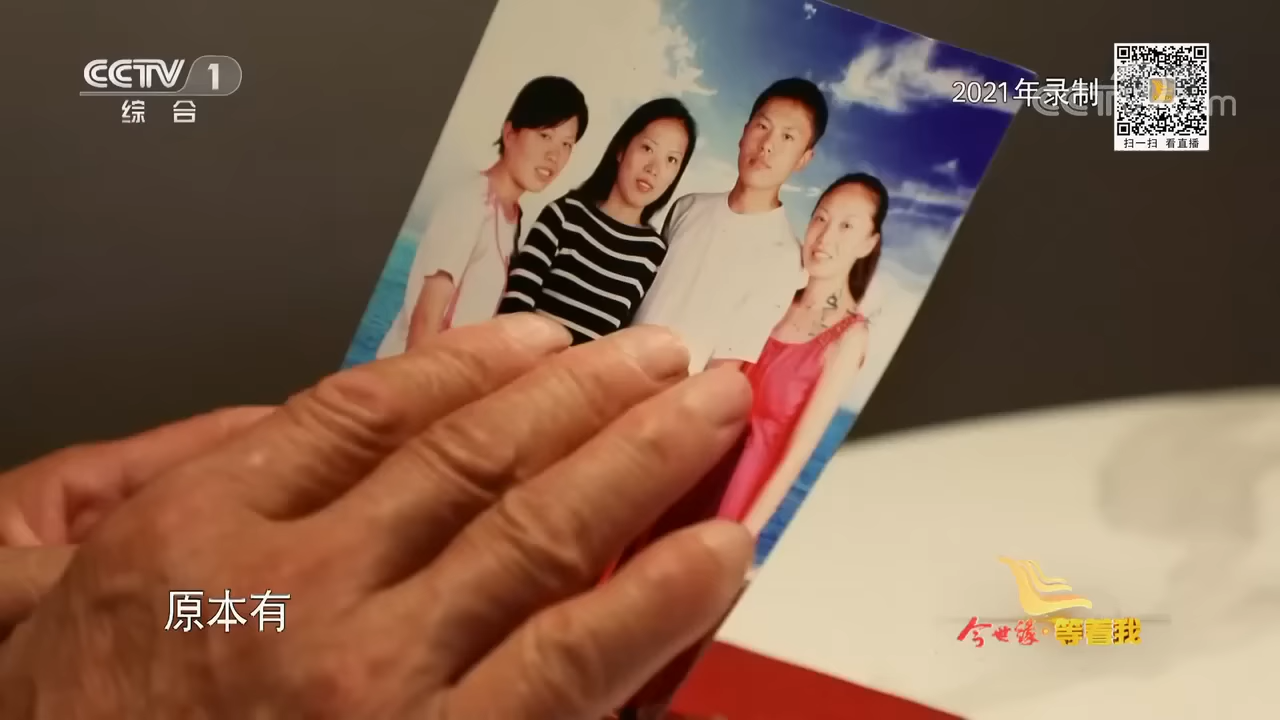 CCTV 1
综合
2021年录制
扫一扫 看直播
原本有
今世缘·等着我